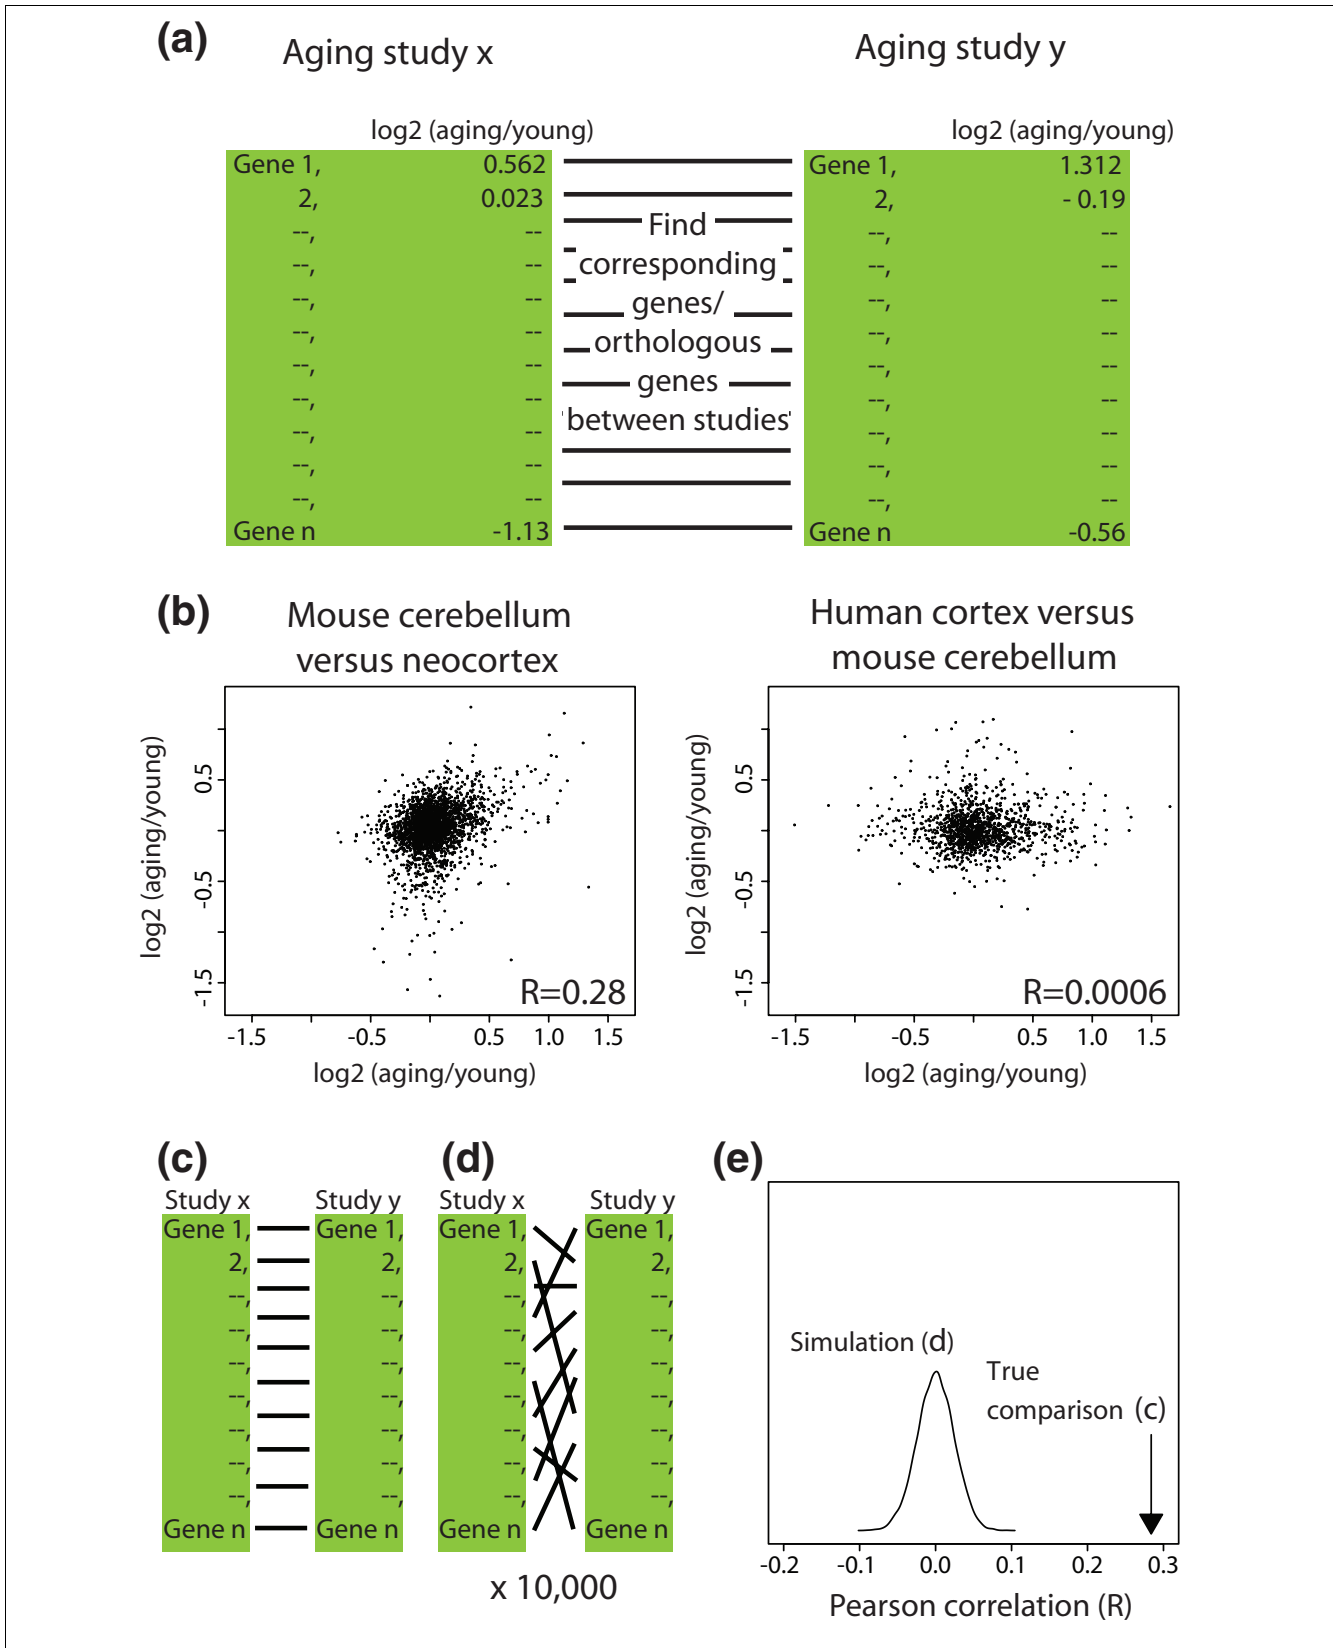 (a)
Aging study x
Aging study y
log2 (aging/young)
log2 (aging/young)
Gene 1, 0.562
2, 0.023
--, --
--, --
--, --
--, --
--, --
--, --
--, --
--, --
--, --
Gene n -1.13
Find
corresponding
genes/
orthologous
genes
between studies
Gene 1, 1.312
2, - 0.19
--, --
--, --
--, --
--, --
--, --
--, --
--, --
--, --
--, --
Gene n -0.56
(b)
Mouse cerebellum
versus neocortex
log2 (aging/young)
0.5
-0.5
-1.5
R=0.28
-1.5 -0.5 0.5 1.0 1.5
log2 (aging/young)
Human cortex versus
mouse cerebellum
log2 (aging/young)
0.5
-0.5
-1.5
R=0.0006
-1.5 -0.5 0.5 1.0 1.5
log2 (aging/young)
(c)
Study x Study y
Gene 1, Gene 1,
2, 2,
--, --,
--, --,
--, --,
--, --,
--, --,
--, --,
--, --,
Gene n Gene n
(d)
Study x Study y
Gene 1, Gene 1,
2, 2,
--, --,
--, --,
--, --,
--, --,
--, --,
--, --,
--, --,
Gene n Gene n
x 10,000
(e)
Simulation (d)
True
comparison (c)
-0.2 -0.1 0.0 0.1 0.2 0.3
Pearson correlation (R)